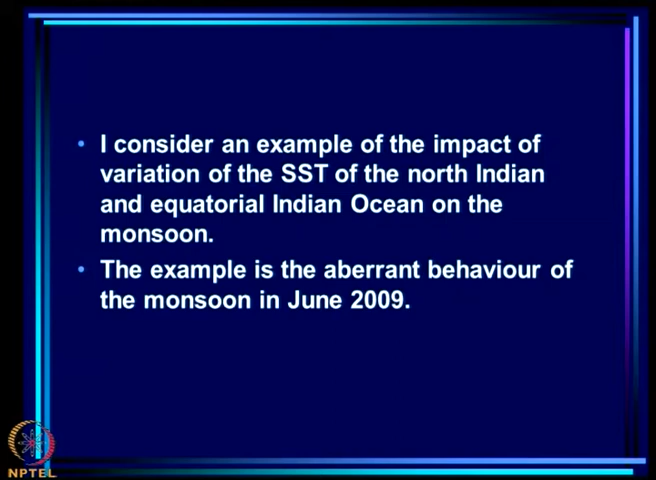 I consider an example of the impact of
variation of the SST of the north Indian
and equatorial Indian Ocean on the
monsoon.
The example is the aberrant behaviour of
the monsoon in June 2009.
NPTEL